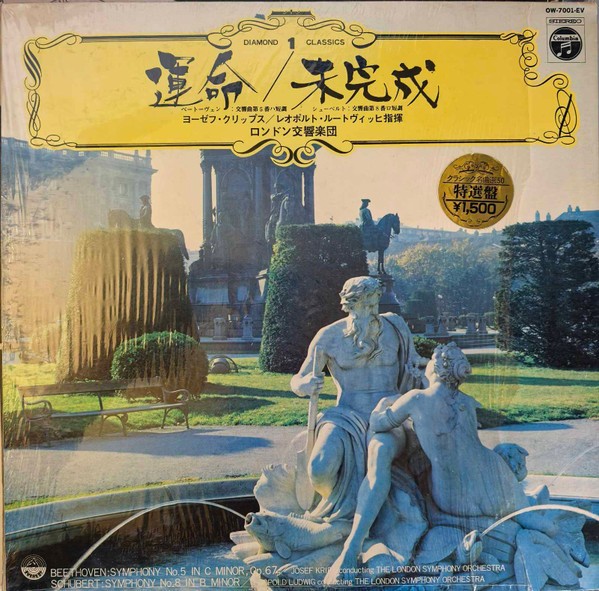 OW-7001-EV
STEREO
Columbia
DIAMOND 1 CLASSICS
運命/未完成
ベートーヴェン:交響曲第5番ハ短調 シューベルト:交響曲第8番ロ短調
ヨーゼフ・クリップス/レオポルト・ルートヴィッヒ指揮
ロンドン交響楽団
特選盤
¥1,500
BEETHOVEN:SYMPHONY No.5 IN C MINOR, Op.67 JOSEF conducting THE LONDON SYMPHONY ORCHESTRA
SCHUBERT:SYMPHONY No.8 IN B MINOR LUDWIG conducting THE LONDON SYMPHONY ORCHESTRA